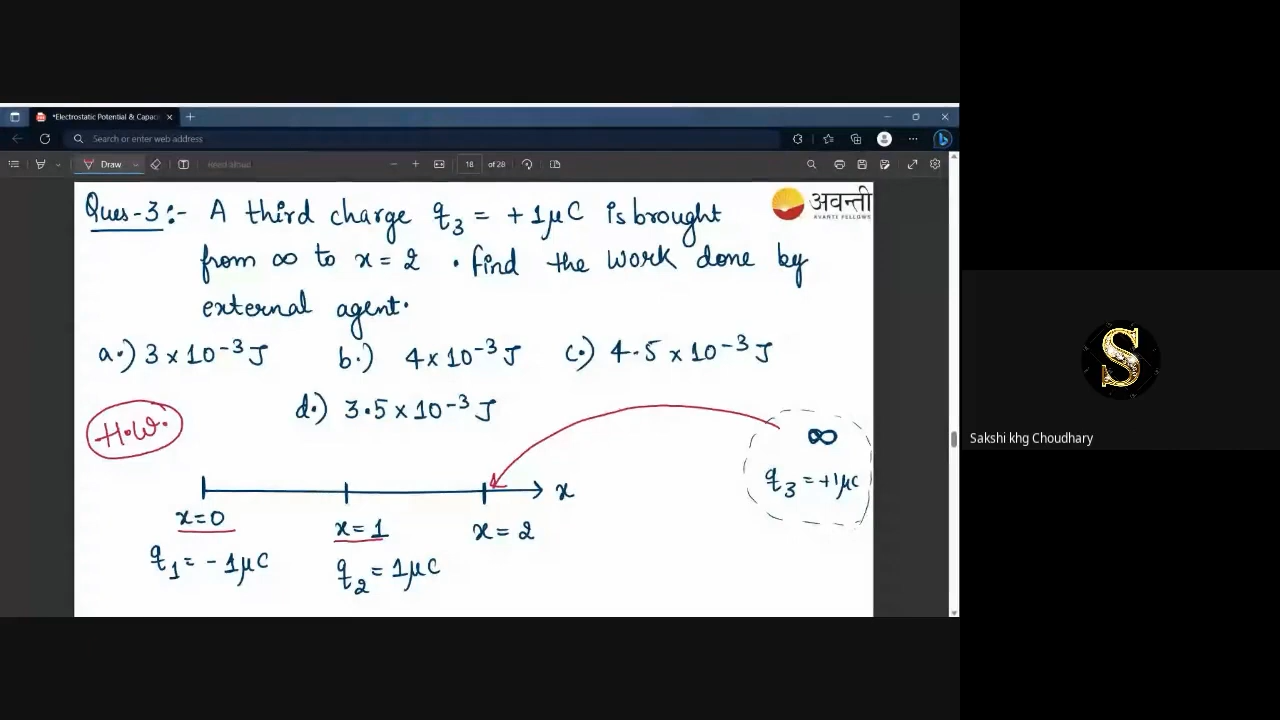 *Electrostatic Potential & Capac
Search or enter web address
Draw
Read aloud
18 of 28
Ques-3:- A third charge q₃ = +1μC is brought
from ∞ to x = 2 . find the work done by
external agent.
अवन्ती
AVANTI FELLOWS
a.) 3 × 10⁻³ J b.) 4 × 10⁻³ J c.) 4.5 × 10⁻³ J
d.) 3.5 × 10⁻³ J
H.W.
∞
q₃ = +1μC
x
x=0 x = 1 x = 2
q₁ = - 1μC q₂ = 1μC
S
Sakshi khg Choudhary